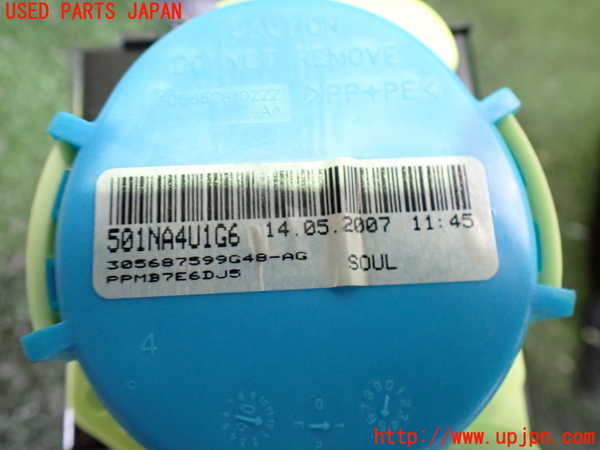 USED PARTS JAPAN
CAUTION
DO NOT REMOVE
>PP+PE<
501NA4U1G6 14.05.2007 11:45
305687599G48-AG SOUL
PPMB7E6DJ5
4
http://www.upjpn.com